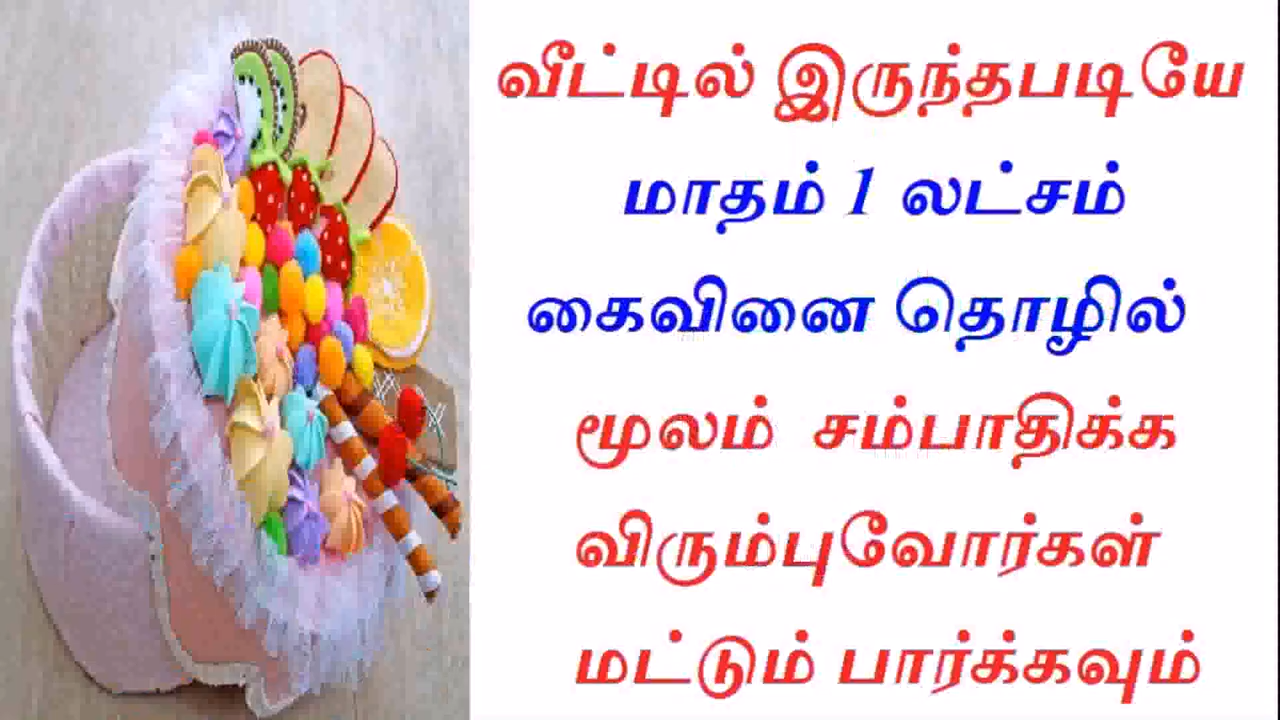 வீட்டில் இருந்தபடியே
மாதம் 1 லட்சம்
கைவினை தொழில்
மூலம் சம்பாதிக்க
விரும்புவோர்கள்
மட்டும் பார்க்கவும்